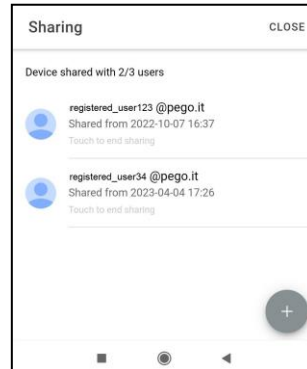 Sharing CLOSE
Device shared with 2/3 users
registered_user123 @pego.it
Shared from 2022-10-07 16:37
Touch to end sharing
registered_user34 @pego.it
Shared from 2023-04-04 17:26
Touch to end sharing
+